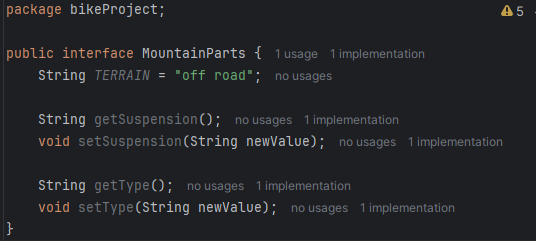 package bikeProject;
5
public interface MountainParts {  1 usage  1 implementation
    String TERRAIN = "off road";  no usages
    String getSuspension();  no usages  1 implementation
    void setSuspension(String newValue);  no usages  1 implementation
    String getType();  no usages  1 implementation
    void setType(String newValue);  no usages  1 implementation
}